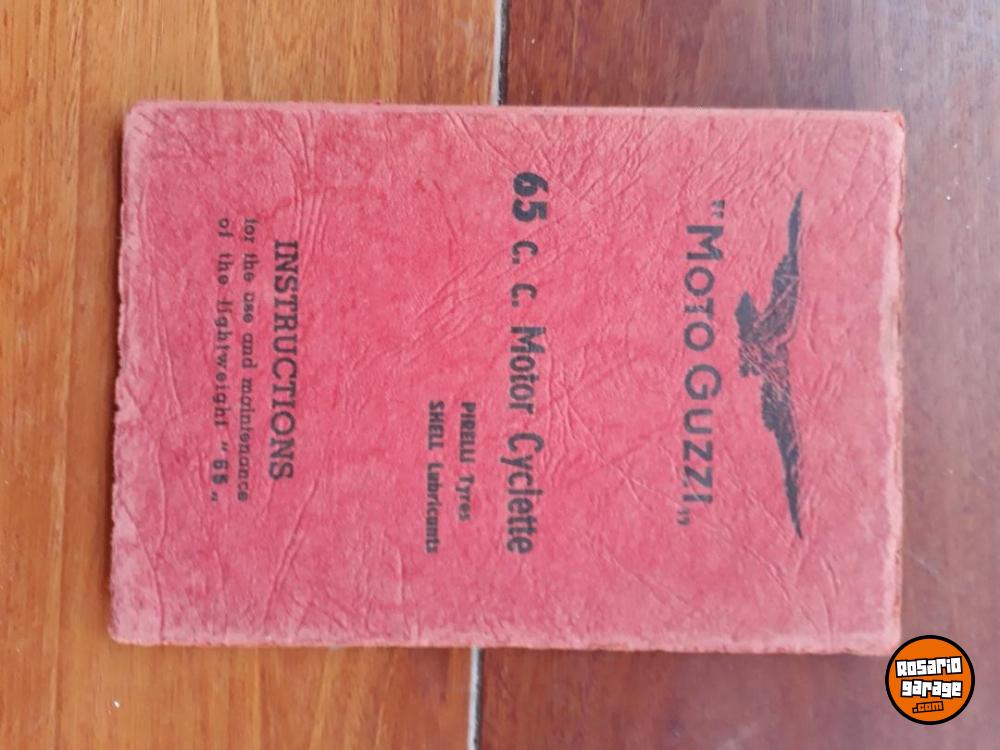 "MOTO GUZZI„
65 c. c. Motor Cyclette
PIRELLI Tyres
SHELL Lubricants
INSTRUCTIONS
for the use and maintenance
of the lightweight "65„
Rosario
garage
.com